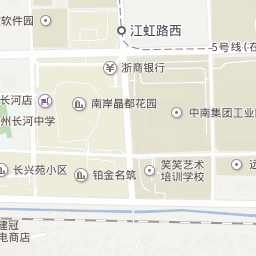 软件园
江虹路西
5号线(在
浙商银行
长河店
南岸晶都花园
中南集团工业
州长河中学
长兴苑小区
铂金名筑
笑笑艺术
培训学校
远
建冠
电商店